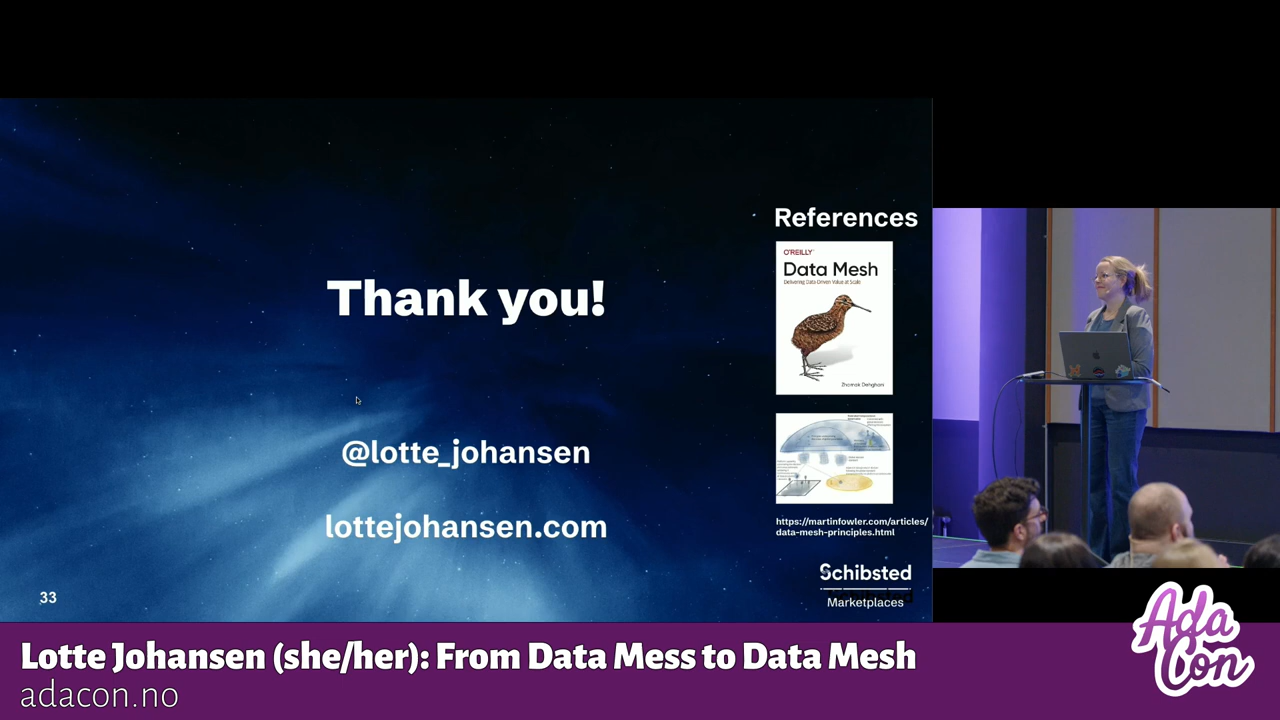 Thank you!
@lotte_johansen
lottejohansen.com
33
References
O'REILLY
Data Mesh
Delivering Data-Driven Value at Scale
Zhamak Dehghani
https://martinfowler.com/articles/
data-mesh-principles.html
Schibsted
Marketplaces
Lotte Johansen (she/her): From Data Mess to Data Mesh
adacon.no
Ada
Con